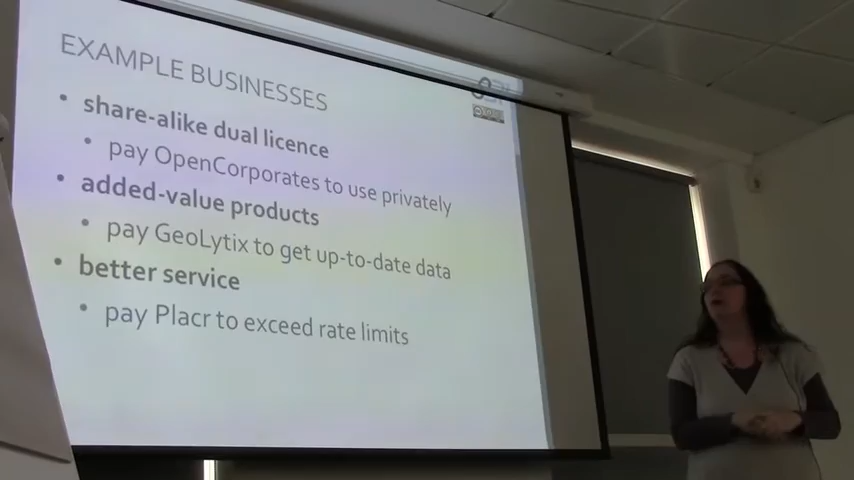 EXAMPLE BUSINESSES
• share-alike dual licence
• pay OpenCorporates to use privately
• added-value products
• pay GeoLytix to get up-to-date data
• better service
• pay Placr to exceed rate limits